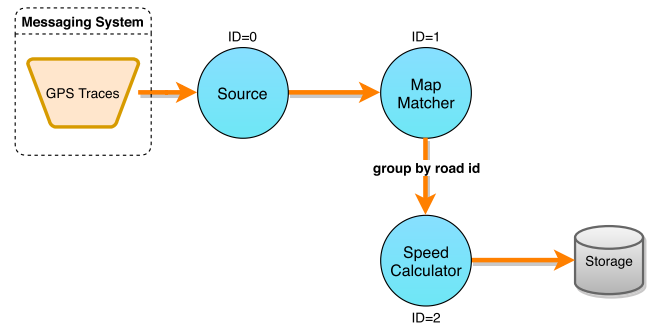 Messaging System
GPS Traces
ID=0
Source
ID=1
Map
Matcher
group by road id
Speed
Calculator
ID=2
Storage